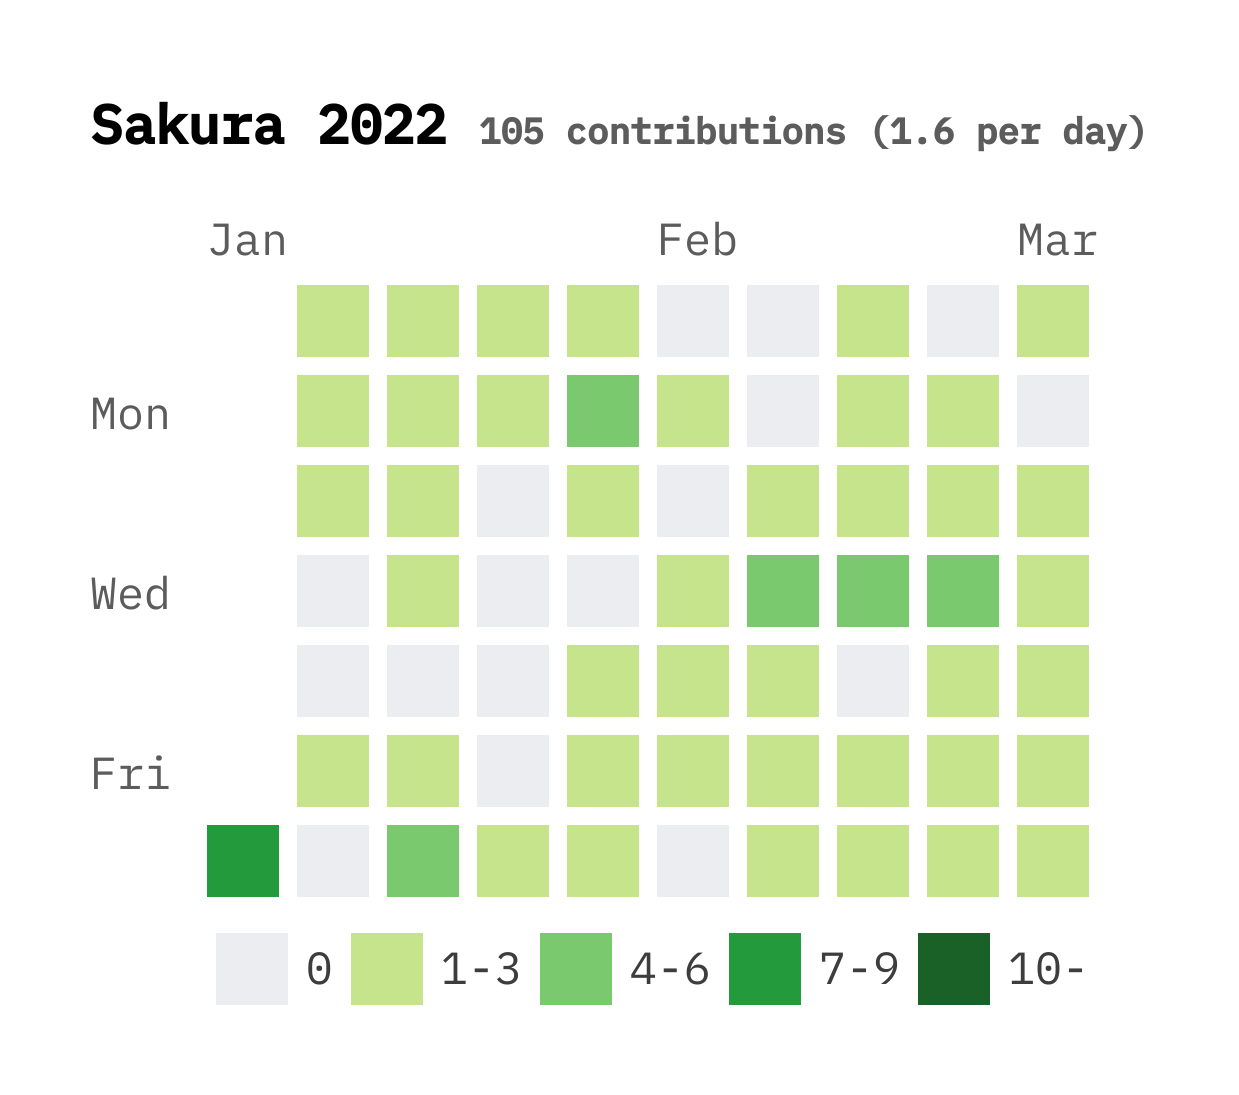 Sakura 2022 105 contributions (1.6 per day)
Jan Feb Mar
Mon
Wed
Fri
0 1-3 4-6 7-9 10-